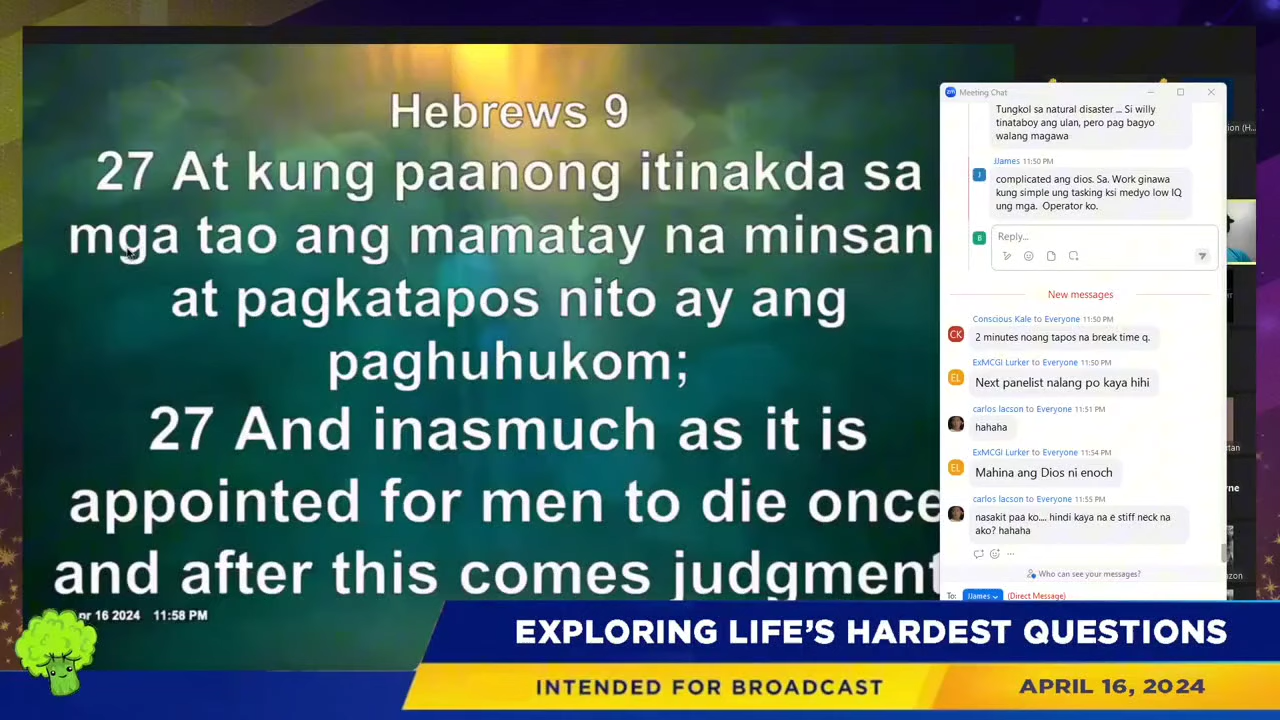 Hebrews 9
27 At kung paanong itinakda sa
mga tao ang mamatay na minsan
at pagkatapos nito ay ang
paghuhukom;
27 And inasmuch as it is
appointed for men to die once
and after this comes judgment
pr 16 2024 11:58 PM
Meeting Chat
Tungkol sa natural disaster ... Si willy
tinataboy ang ulan, pero pag bagyo
walang magawa
JJames 11:50 PM
J
complicated ang dios. Sa. Work ginawa
kung simple ung tasking ksi medyo low IQ
ung mga. Operator ko.
Reply...
New messages
Conscious Kale to Everyone 11:50 PM
CK
2 minutes noang tapos na break time q.
ExMCGI Lurker to Everyone 11:50 PM
EL
Next panelist nalang po kaya hihi
carlos lacson to Everyone 11:51 PM
hahaha
ExMCGI Lurker to Everyone 11:54 PM
EL
Mahina ang Dios ni enoch
carlos lacson to Everyone 11:55 PM
nasakit paa ko.... hindi kaya na e stiff neck na
ako? hahaha
Who can see your messages?
To: JJames (Direct Message)
EXPLORING LIFE'S HARDEST QUESTIONS
INTENDED FOR BROADCAST
APRIL 16, 2024